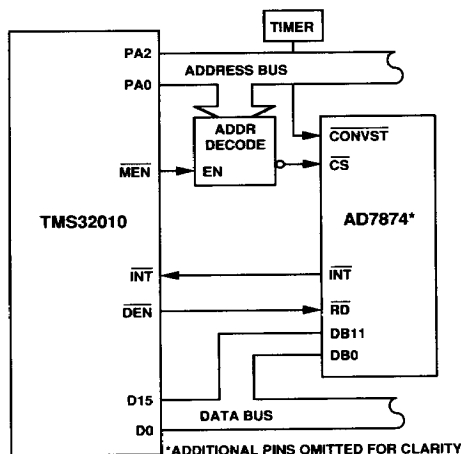 TIMER
PA2
ADDRESS BUS
PA0
ADDR
DECODE
CONVST
MEN
EN
CS
TMS32010
AD7874*
INT
INT
DEN
RD
DB11
DB0
D15
DATA BUS
D0
*ADDITIONAL PINS OMITTED FOR CLARITY